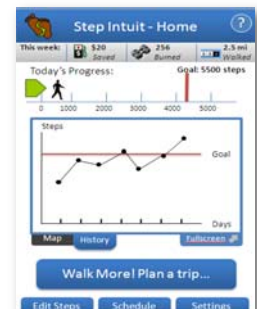 Step Intuit - Home ?
This week: $20 Saved 256 Burned 2.5 mi Walked
Today's Progress: Goal: 5500 steps
0 1000 2000 3000 4000 5000
Steps
Goal
Days
Map History Fullscreen
Walk More! Plan a trip...
Edit Steps Schedule Settings